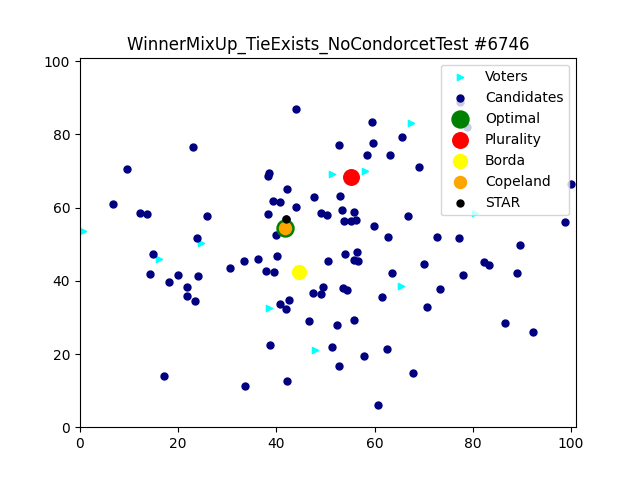 WinnerMixUp_TieExists_NoCondorcetTest #6746
100
80
60
40
20
0
0
20
40
60
80
100
Voters
Candidates
Optimal
Plurality
Borda
Copeland
STAR